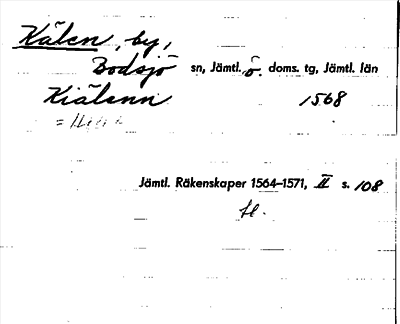 Kälen, by,
Bodsjö sn, Jämtl. ö. doms. tg, Jämtl. län
Kiälenn 1568
=
Jämtl. Räkenskaper 1564–1571, II s. 108